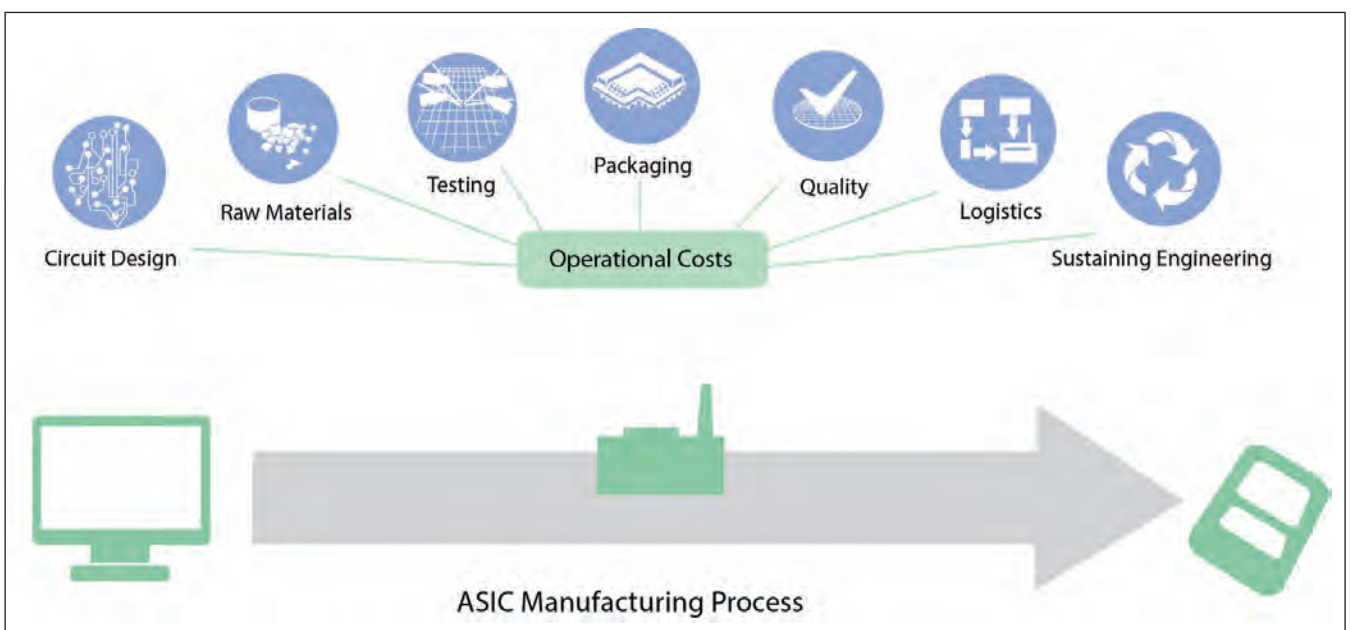 Circuit Design
Raw Materials
Testing
Packaging
Quality
Logistics
Sustaining Engineering
Operational Costs
ASIC Manufacturing Process